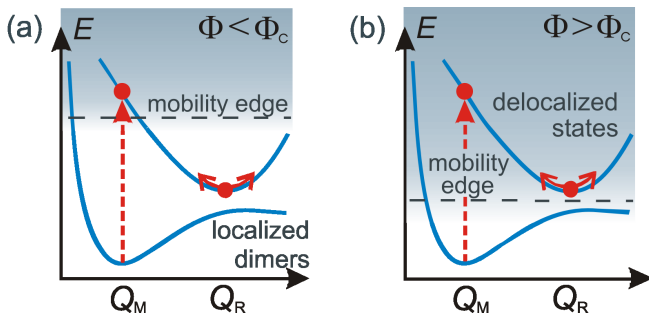 (a)
E
Φ < Φc
mobility edge
localized
dimers
QM
QR
Q
(b)
E
Φ > Φc
delocalized
states
mobility
edge
QM
QR
Q